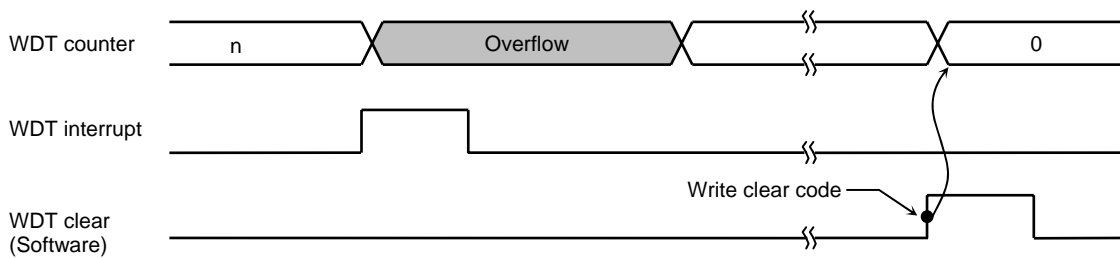 WDT counter
n
Overflow
0
WDT interrupt
Write clear code
WDT clear
(Software)